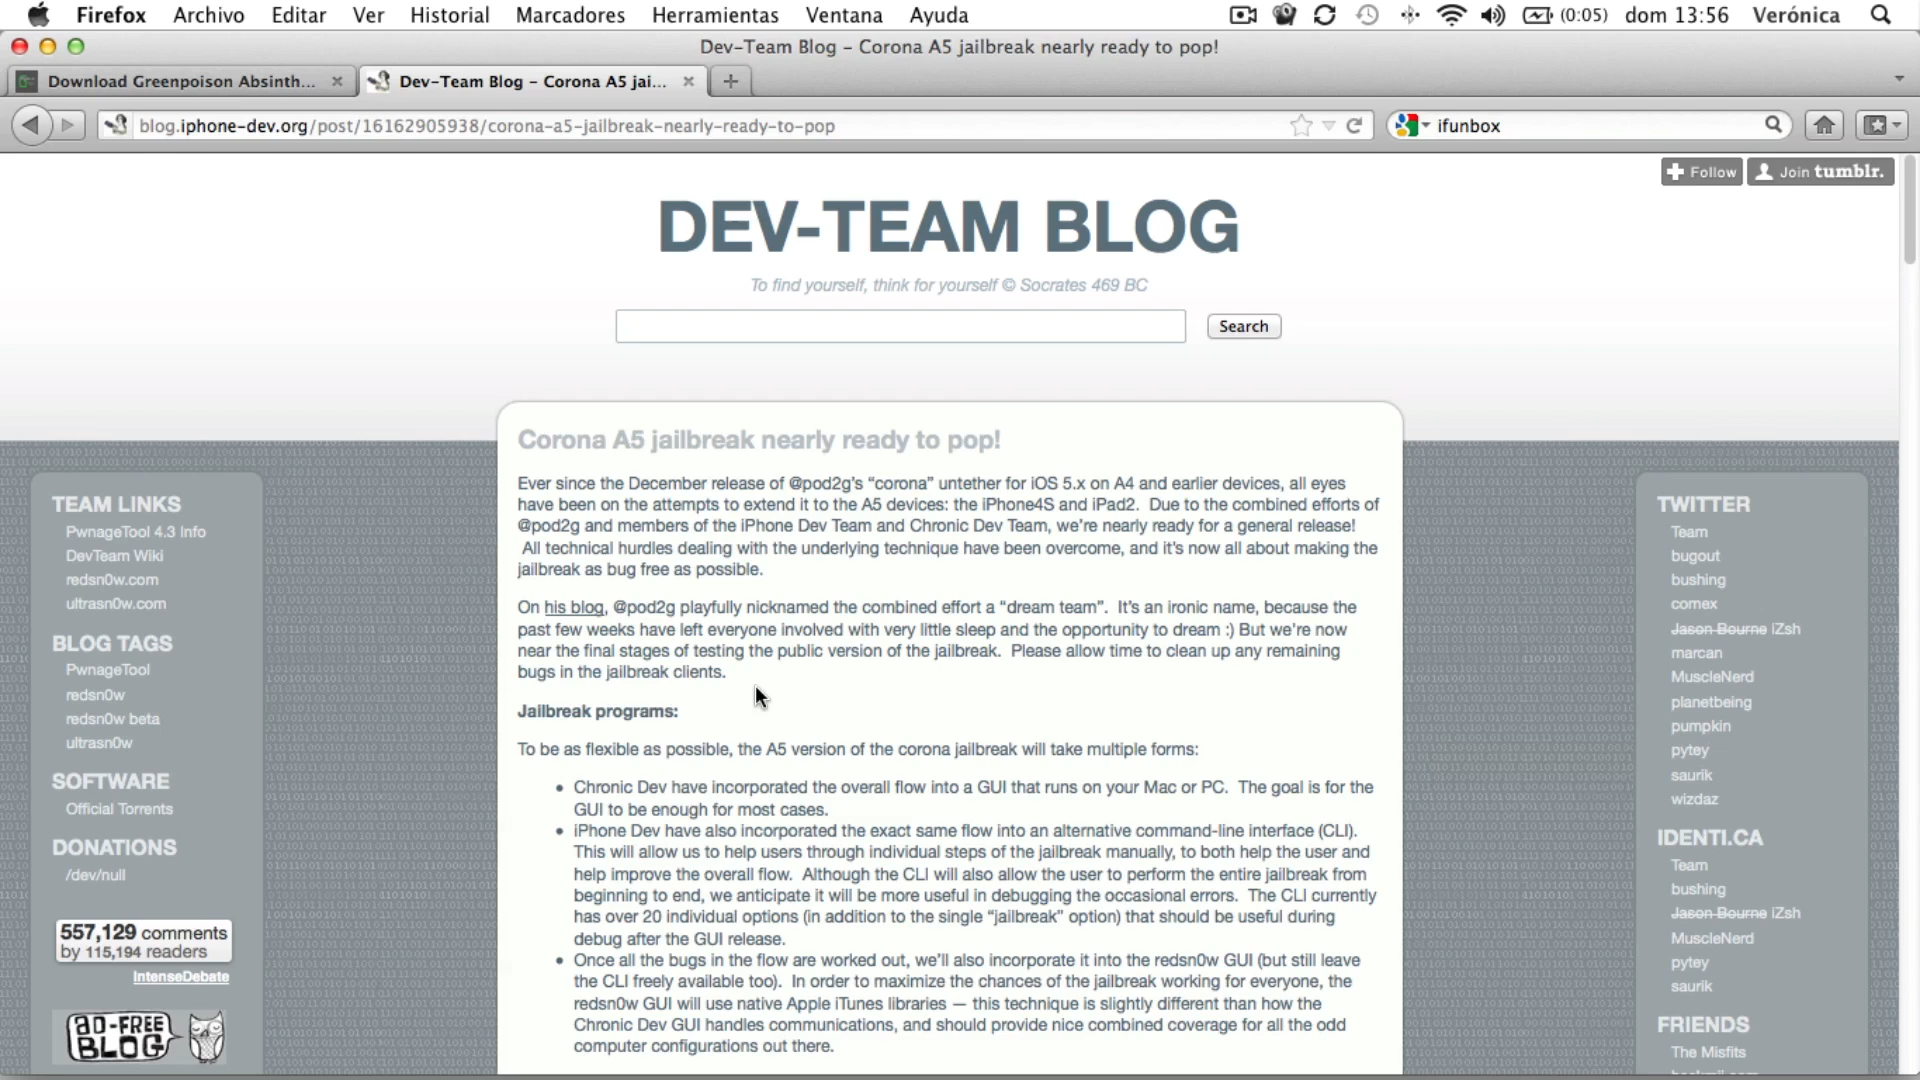 Firefox Archivo Editar Ver Historial Marcadores Herramientas Ventana Ayuda (0:05) dom 13:56 Verónica
Dev-Team Blog – Corona A5 jailbreak nearly ready to pop!
Download Greenpoison Absinth... Dev-Team Blog – Corona A5 jai...
blog.iphone-dev.org/post/16162905938/corona-a5-jailbreak-nearly-ready-to-pop ifunbox
Follow Join tumblr.
DEV-TEAM BLOG
To find yourself, think for yourself © Socrates 469 BC
Search
Corona A5 jailbreak nearly ready to pop!
Ever since the December release of @pod2g's “corona” untether for iOS 5.x on A4 and earlier devices, all eyes
have been on the attempts to extend it to the A5 devices: the iPhone4S and iPad2. Due to the combined efforts of
@pod2g and members of the iPhone Dev Team and Chronic Dev Team, we're nearly ready for a general release!
All technical hurdles dealing with the underlying technique have been overcome, and it's now all about making the
jailbreak as bug free as possible.
On his blog, @pod2g playfully nicknamed the combined effort a “dream team”. It's an ironic name, because the
past few weeks have left everyone involved with very little sleep and the opportunity to dream :) But we're now
near the final stages of testing the public version of the jailbreak. Please allow time to clean up any remaining
bugs in the jailbreak clients.
Jailbreak programs:
To be as flexible as possible, the A5 version of the corona jailbreak will take multiple forms:
• Chronic Dev have incorporated the overall flow into a GUI that runs on your Mac or PC. The goal is for the
GUI to be enough for most cases.
• iPhone Dev have also incorporated the exact same flow into an alternative command-line interface (CLI).
This will allow us to help users through individual steps of the jailbreak manually, to both help the user and
help improve the overall flow. Although the CLI will also allow the user to perform the entire jailbreak from
beginning to end, we anticipate it will be more useful in debugging the occasional errors. The CLI currently
has over 20 individual options (in addition to the single “jailbreak” option) that should be useful during
debug after the GUI release.
• Once all the bugs in the flow are worked out, we'll also incorporate it into the redsn0w GUI (but still leave
the CLI freely available too). In order to maximize the chances of the jailbreak working for everyone, the
redsn0w GUI will use native Apple iTunes libraries — this technique is slightly different than how the
Chronic Dev GUI handles communications, and should provide nice combined coverage for all the odd
computer configurations out there.
TEAM LINKS
PwnageTool 4.3 Info
DevTeam Wiki
redsn0w.com
ultrasn0w.com
BLOG TAGS
PwnageTool
redsn0w
redsn0w beta
ultrasn0w
SOFTWARE
Official Torrents
DONATIONS
/dev/null
557,129 comments
by 115,194 readers
IntenseDebate
AD-FREE
BLOG
TWITTER
Team
bugout
bushing
comex
Jason Bourne iZsh
marcan
MuscleNerd
planetbeing
pumpkin
pytey
saurik
wizdaz
IDENTI.CA
Team
bushing
Jason Bourne iZsh
MuscleNerd
pytey
saurik
FRIENDS
The Misfits